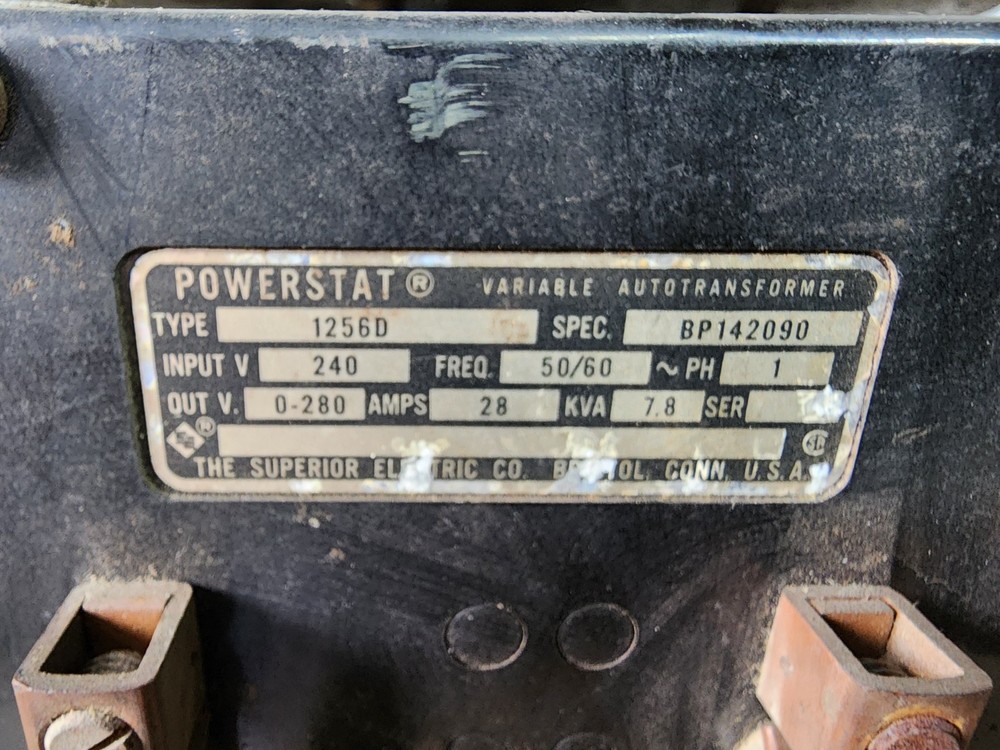 POWERSTAT® VARIABLE AUTOTRANSFORMER
TYPE 1256D SPEC. BP142090
INPUT V 240 FREQ. 50/60 ~ PH 1
OUT V. 0-280 AMPS 28 KVA 7.8 SER
®
THE SUPERIOR ELECTRIC CO. BRISTOL, CONN. U.S.A.